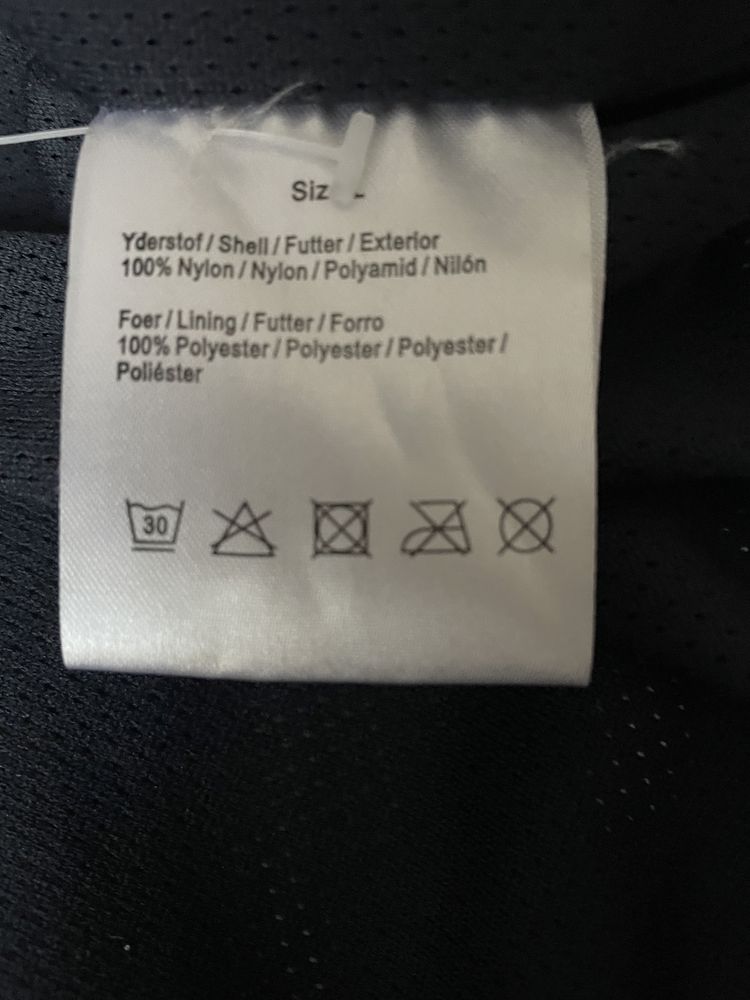 Yderstof / Shell / Futter / Exterior
100% Nylon / Nylon / Polyamid / Nilón
Foer / Lining / Futter / Forro
100% Polyester / Polyester / Polyester /
Poliéster
30